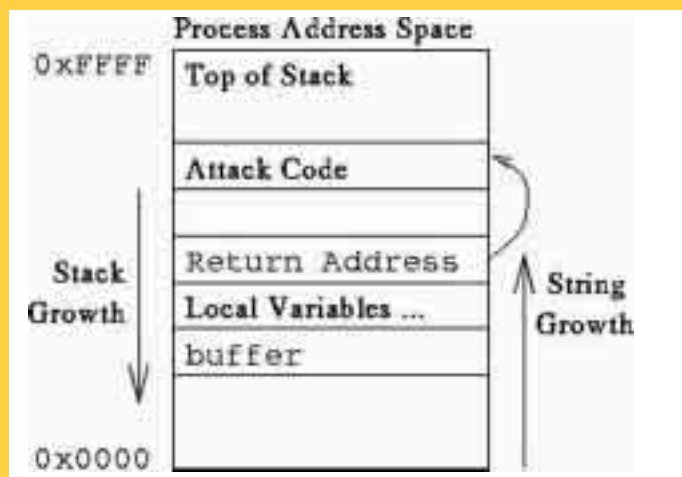 Process Address Space
0xFFFF
Top of Stack
Attack Code
Return Address
Stack
Growth
Local Variables ...
String
Growth
buffer
0x0000